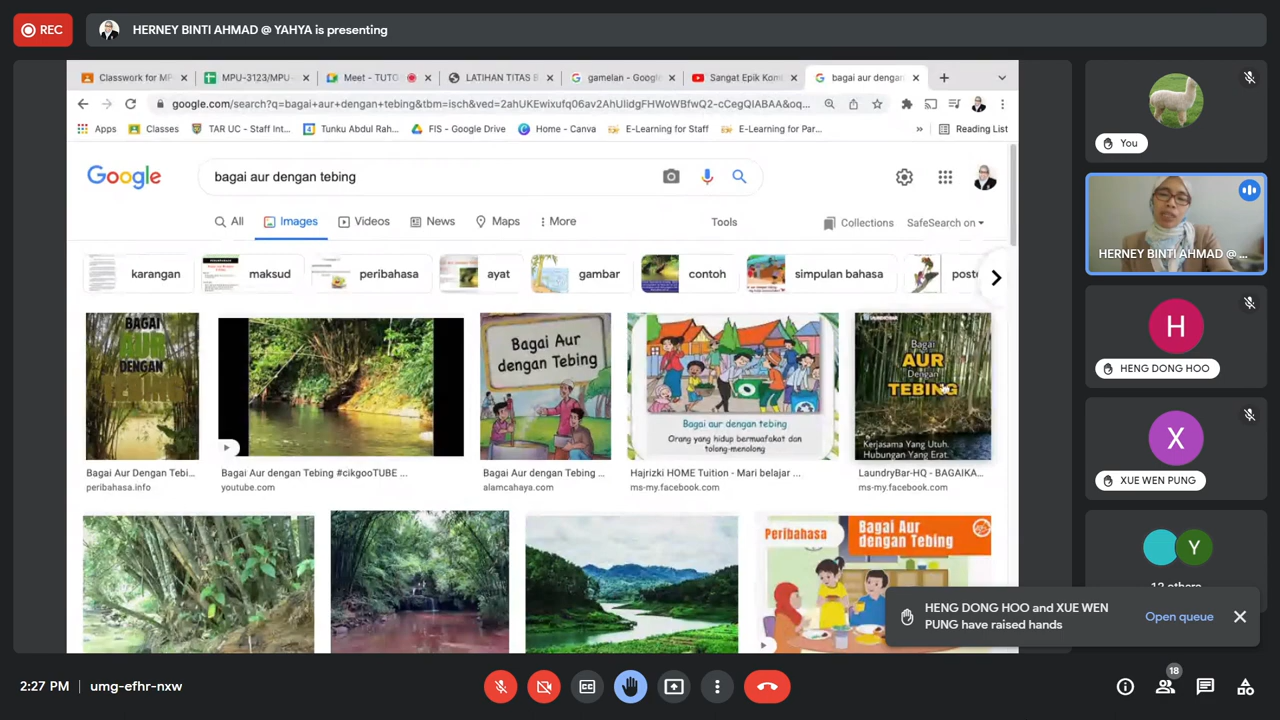 REC
HERNEY BINTI AHMAD @ YAHYA is presenting
Classwork for MP
MPU-3123/MPU-
Meet - TUTO
LATIHAN TITAS B
gamelan - Google
Sangat Epik Kom
bagai aur dengan
google.com/search?q=bagai+aur+dengan+tebing&tbm=isch&ved=2ahUKEwixufq06av2AhUlidgFHWoWBfwQ2-cCegQIABAA&oq...
Apps
Classes
TAR UC - Staff Int...
Tunku Abdul Rah...
FIS - Google Drive
Home - Canva
E-Learning for Staff
E-Learning for Par...
»
Reading List
Google
bagai aur dengan tebing
All
Images
Videos
News
Maps
More
Tools
Collections
SafeSearch on
karangan
maksud
peribahasa
ayat
gambar
contoh
simpulan bahasa
poste
BAGAI
AUR
DENGAN
Bagai Aur
dengan Tebing
Bagai aur dengan tebing
Orang yang hidup bermuafakat dan
tolong-menolong
Bagai
AUR
Dengan
TEBING
Kerjasama Yang Utuh.
Hubungan Yang Erat.
Bagai Aur Dengan Tebi...
peribahasa.info
Bagai Aur dengan Tebing #cikgooTUBE ...
youtube.com
Bagai Aur dengan Tebing ...
alamcahaya.com
Hajrizki HOME Tuition - Mari belajar ...
ms-my.facebook.com
LaundryBar-HQ - BAGAIKA...
ms-my.facebook.com
Peribahasa
Bagai Aur
dengan Tebing
You
HERNEY BINTI AHMAD @ ...
H
HENG DONG HOO
X
XUE WEN PUNG
Y
12 others
HENG DONG HOO and XUE WEN
PUNG have raised hands
Open queue
2:27 PM
umg-efhr-nxw
18